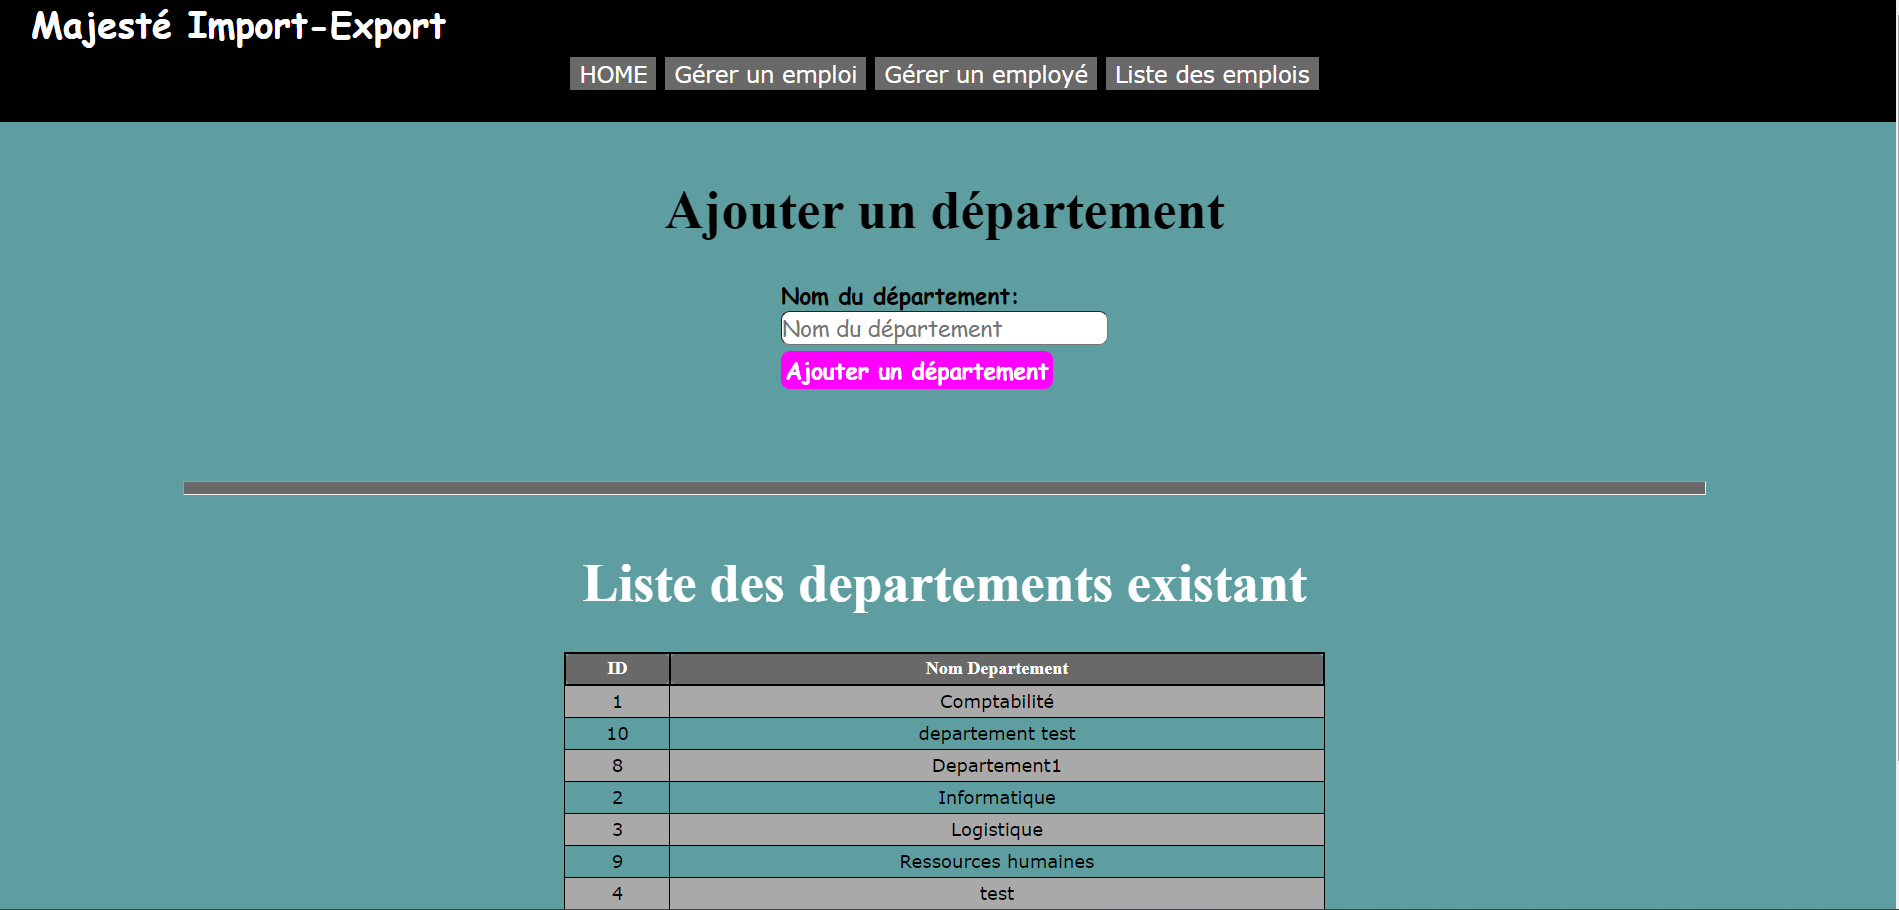 Majesté Import-Export
HOME Gérer un emploi Gérer un employé Liste des emplois
Ajouter un département
Nom du département:
Nom du département
Ajouter un département
Liste des departements existant
ID Nom Departement
1 Comptabilité
10 departement test
8 Departement1
2 Informatique
3 Logistique
9 Ressources humaines
4 test